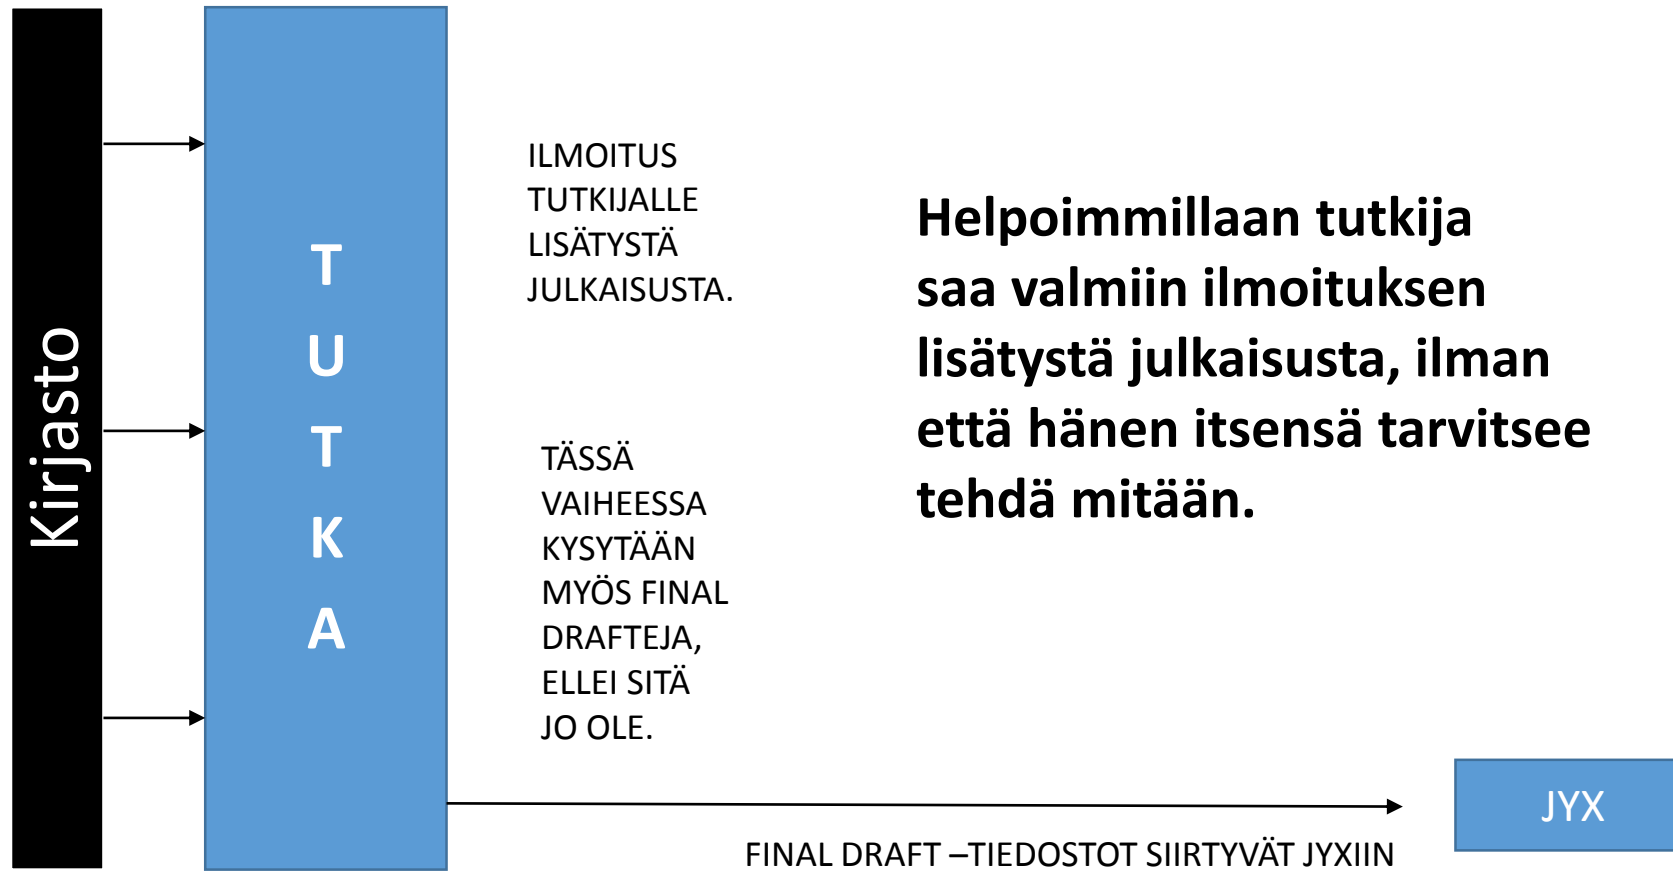 Kirjasto
T
U
T
K
A
ILMOITUS
TUTKIJALLE
LISÄTYSTÄ
JULKAISUSTA.
TÄSSÄ
VAIHEESSA
KYSYTÄÄN
MYÖS FINAL
DRAFTEJA,
ELLEI SITÄ
JO OLE.
Helpoimmillaan tutkija
saa valmiin ilmoituksen
lisätystä julkaisusta, ilman
että hänen itsensä tarvitsee
tehdä mitään.
JYX
FINAL DRAFT –TIEDOSTOT SIIRTYVÄT JYXIIN